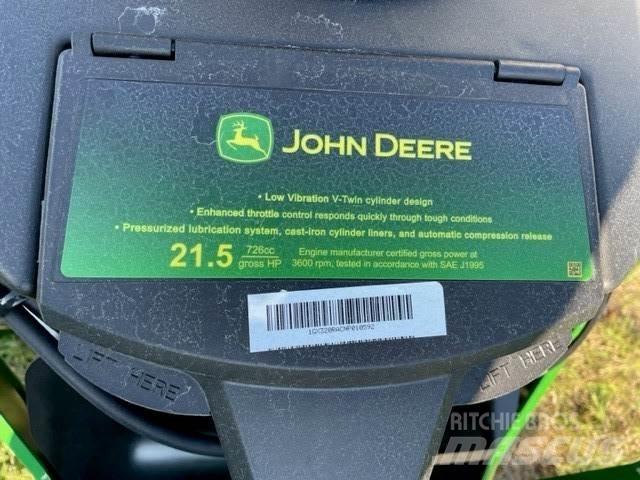 JOHN DEERE
• Low Vibration V-Twin cylinder design
• Enhanced throttle control responds quickly through tough conditions
• Pressurized lubrication system, cast-iron cylinder liners, and automatic compression release
21.5 726cc gross HP
Engine manufacturer certified gross power at
3600 rpm, tested in accordance with SAE J1995
1GX320RACNP010592
LIFT HERE
LIFT HERE
RITCHIE BROS
MASCUS